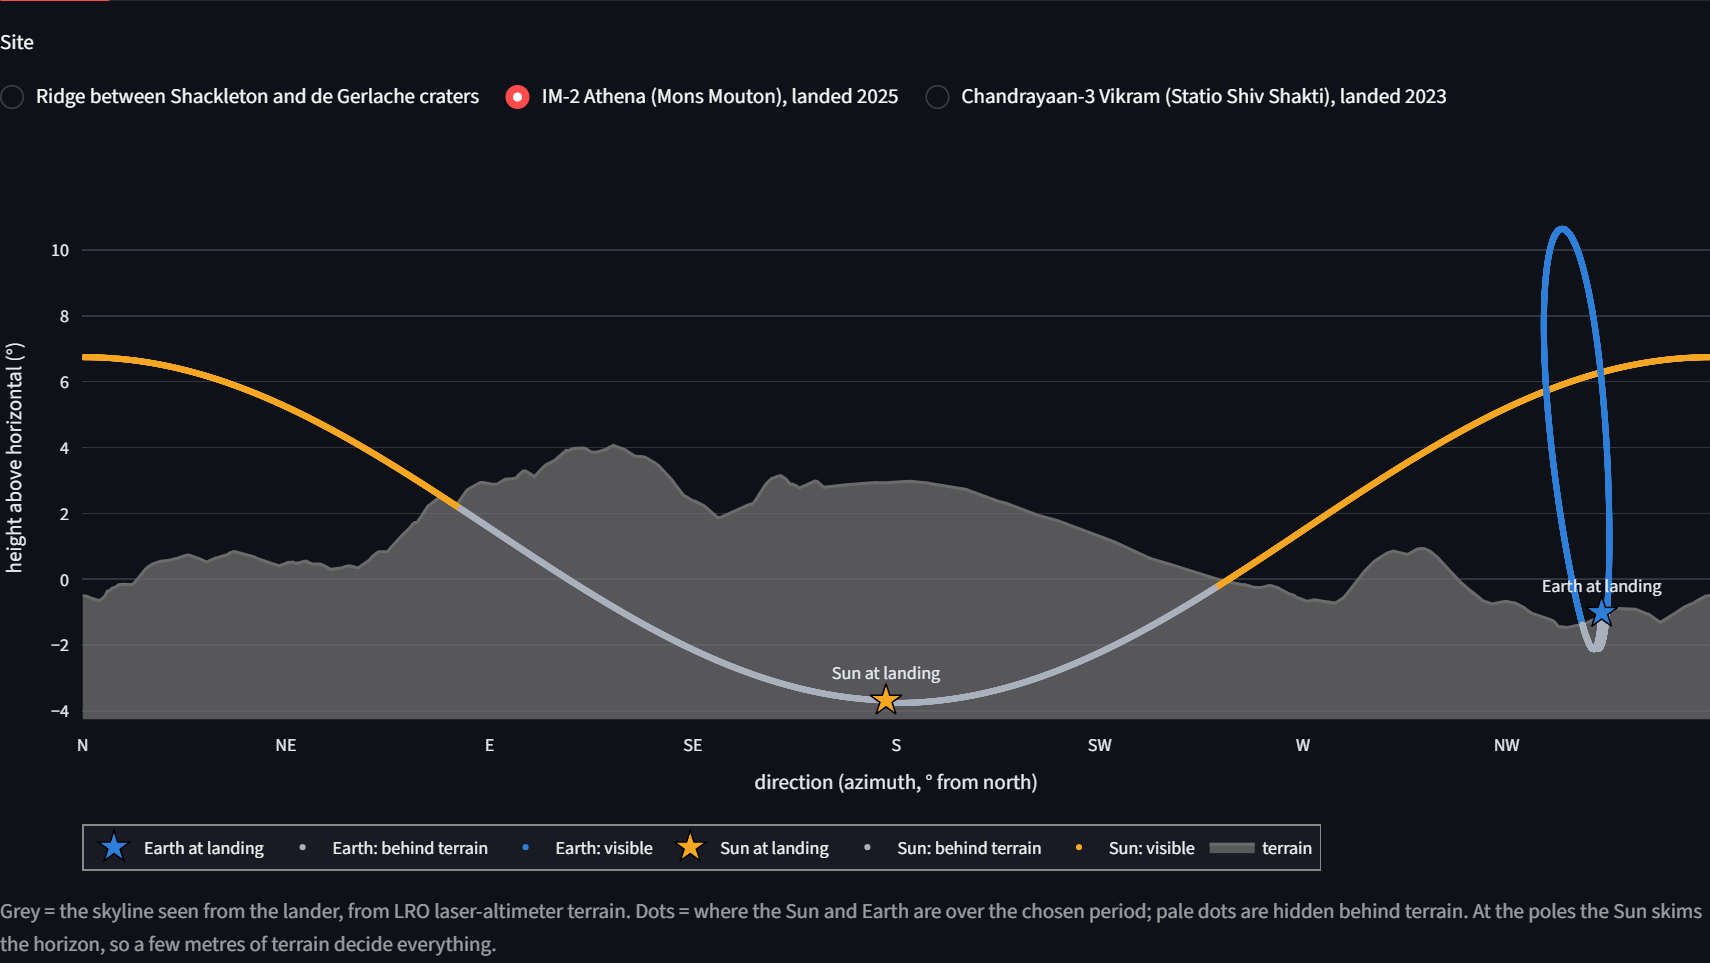 Site
Ridge between Shackleton and de Gerlache craters
IM-2 Athena (Mons Mouton), landed 2025
Chandrayaan-3 Vikram (Statio Shiv Shakti), landed 2023
height above horizontal (°)
10
8
6
4
2
0
−2
−4
Earth at landing
Sun at landing
N
NE
E
SE
S
SW
W
NW
direction (azimuth, ° from north)
Earth at landing
Earth: behind terrain
Earth: visible
Sun at landing
Sun: behind terrain
Sun: visible
terrain
Grey = the skyline seen from the lander, from LRO laser-altimeter terrain. Dots = where the Sun and Earth are over the chosen period; pale dots are hidden behind terrain. At the poles the Sun skims
the horizon, so a few metres of terrain decide everything.